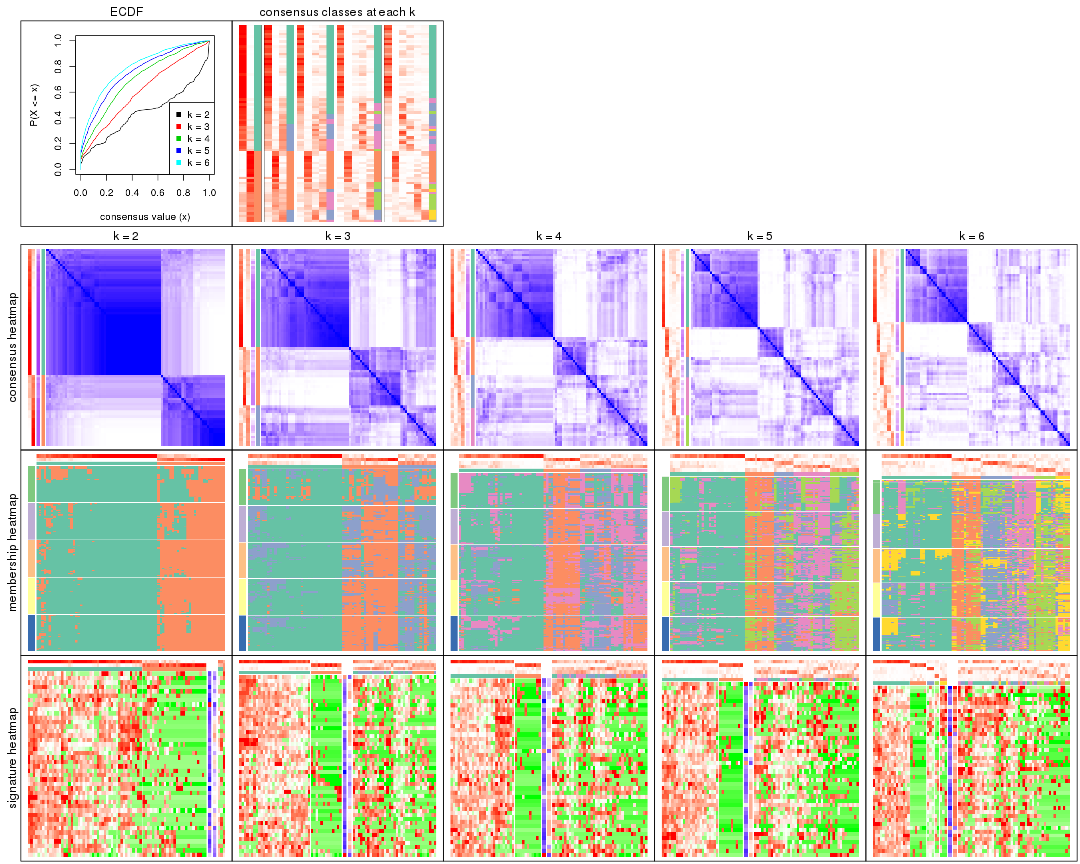 ECDF
consensus classes at each k
P(X <= x)
0.0 0.2 0.4 0.6 0.8 1.0
k = 2
k = 3
k = 4
k = 5
k = 6
0.0 0.2 0.4 0.6 0.8 1.0
consensus value (x)
k = 2
k = 3
k = 4
k = 5
k = 6
consensus heatmap
membership heatmap
signature heatmap